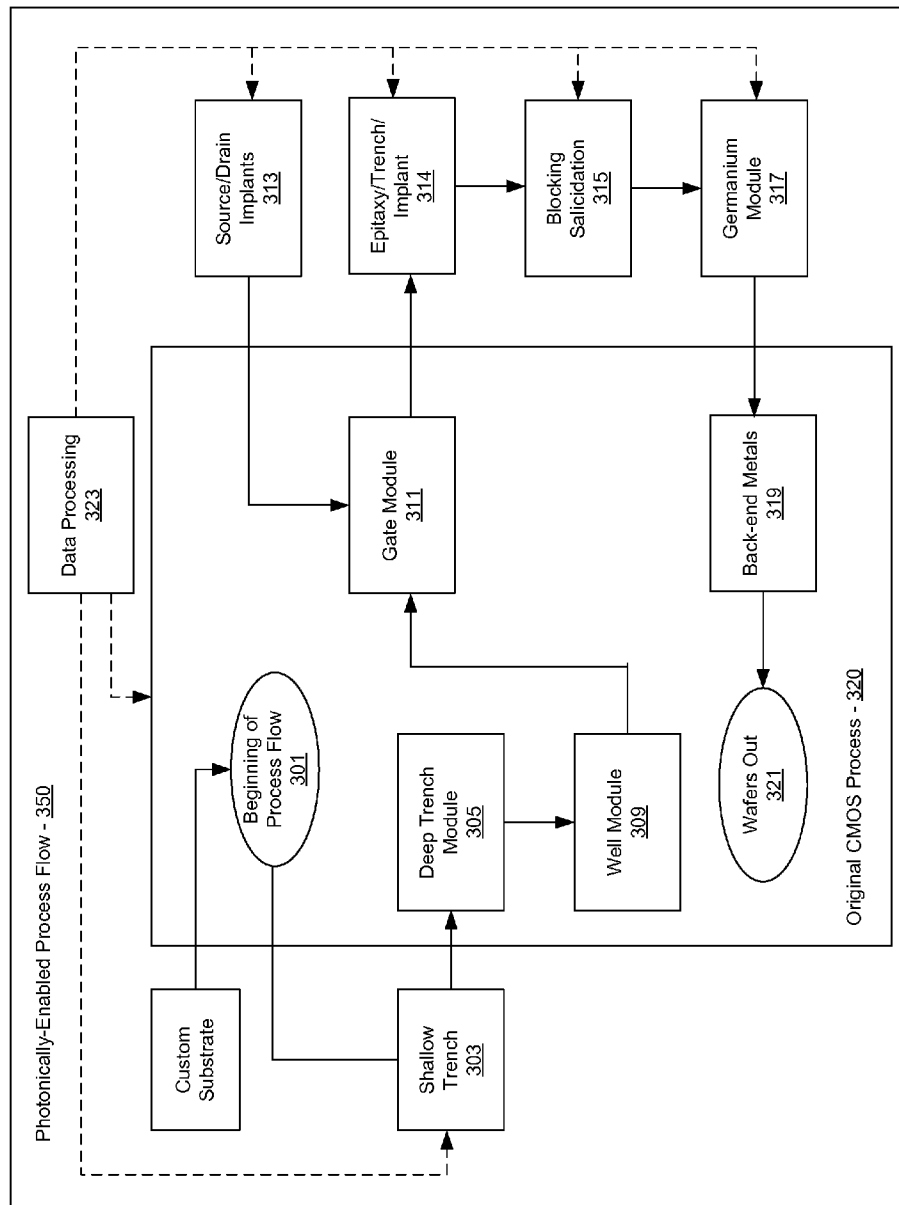 Photonically-Enabled Process Flow - 350
Data Processing
323
Custom
Substrate
Beginning of
Process Flow
301
Source/Drain
Implants
313
Shallow
Trench
303
Deep Trench
Module
305
Gate Module
311
Epitaxy/Trench/
Implant
314
Well Module
309
Blocking
Salicidation
315
Wafers Out
321
Back-end Metals
319
Germanium
Module
317
Original CMOS Process - 320